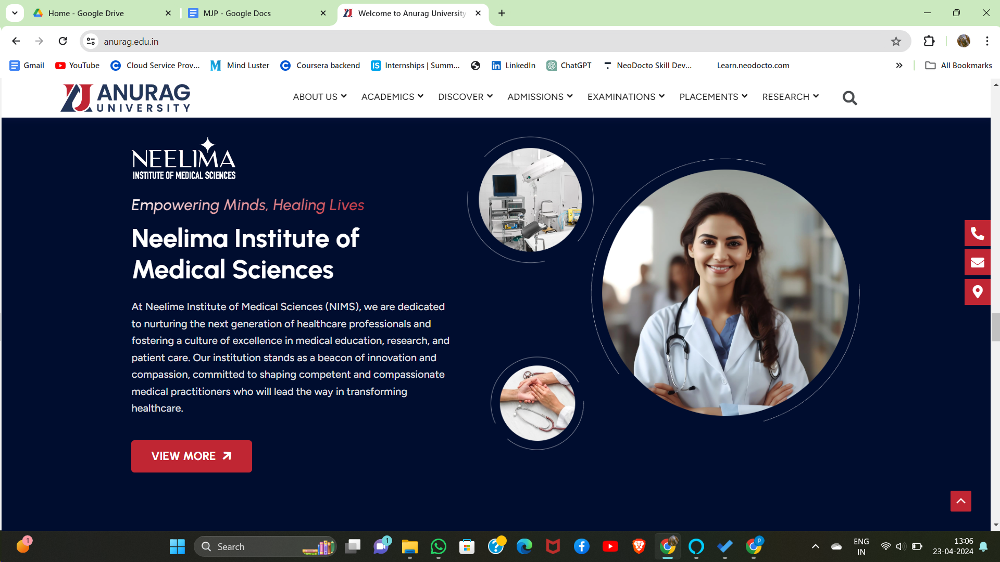 Home - Google Drive
MJP - Google Docs
Welcome to Anurag University
anurag.edu.in
Gmail
YouTube
Cloud Service Prov...
Mind Luster
Coursera backend
IS
Internships | Summ...
LinkedIn
ChatGPT
NeoDocto Skill Dev...
Learn.neodocto.com
All Bookmarks
ANURAG
UNIVERSITY
ABOUT US
ACADEMICS
DISCOVER
ADMISSIONS
EXAMINATIONS
PLACEMENTS
RESEARCH
NEELIMA
INSTITUTE OF MEDICAL SCIENCES
Empowering Minds, Healing Lives
Neelima Institute of
Medical Sciences
At Neelime Institute of Medical Sciences (NIMS), we are dedicated
to nurturing the next generation of healthcare professionals and
fostering a culture of excellence in medical education, research, and
patient care. Our institution stands as a beacon of innovation and
compassion, committed to shaping competent and compassionate
medical practitioners who will lead the way in transforming
healthcare.
VIEW MORE
1
Search
1
P
ENG
IN
13:06
23-04-2024